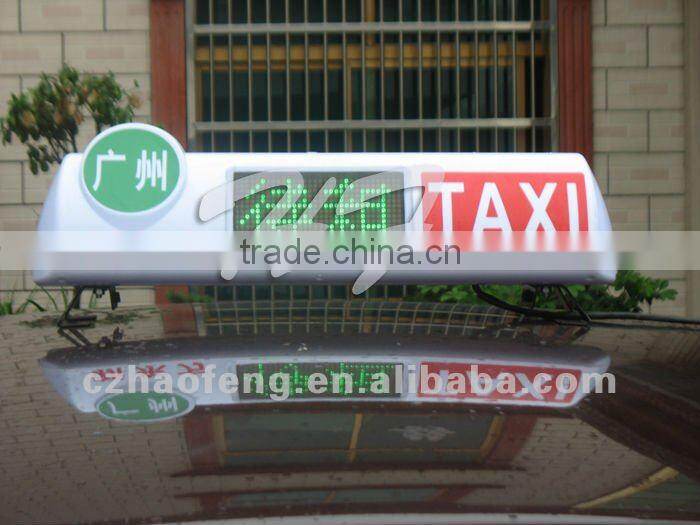 广州
TAXI
trade.china.cn
czhaofeng.en.alibaba.com